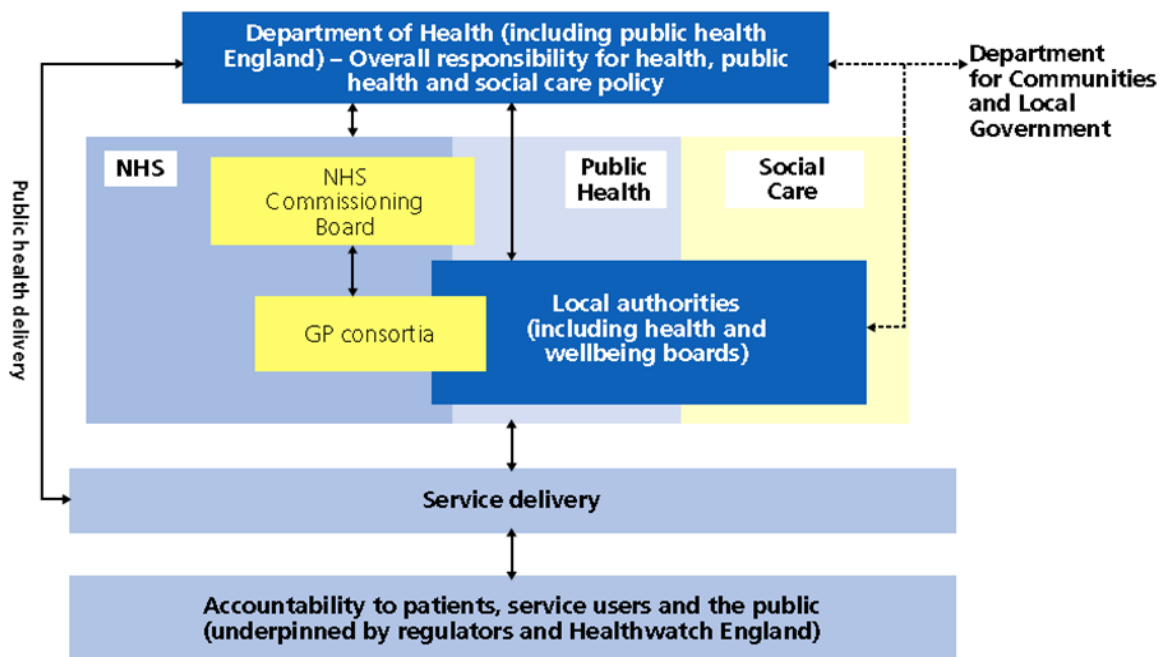 Department of Health (including public health
England) – Overall responsibility for health, public
health and social care policy
Department
for Communities
and Local
Government
Public health delivery
NHS
NHS
Commissioning
Board
Public
Health
Social
Care
GP consortia
Local authorities
(including health and
wellbeing boards)
Service delivery
Accountability to patients, service users and the public
(underpinned by regulators and Healthwatch England)